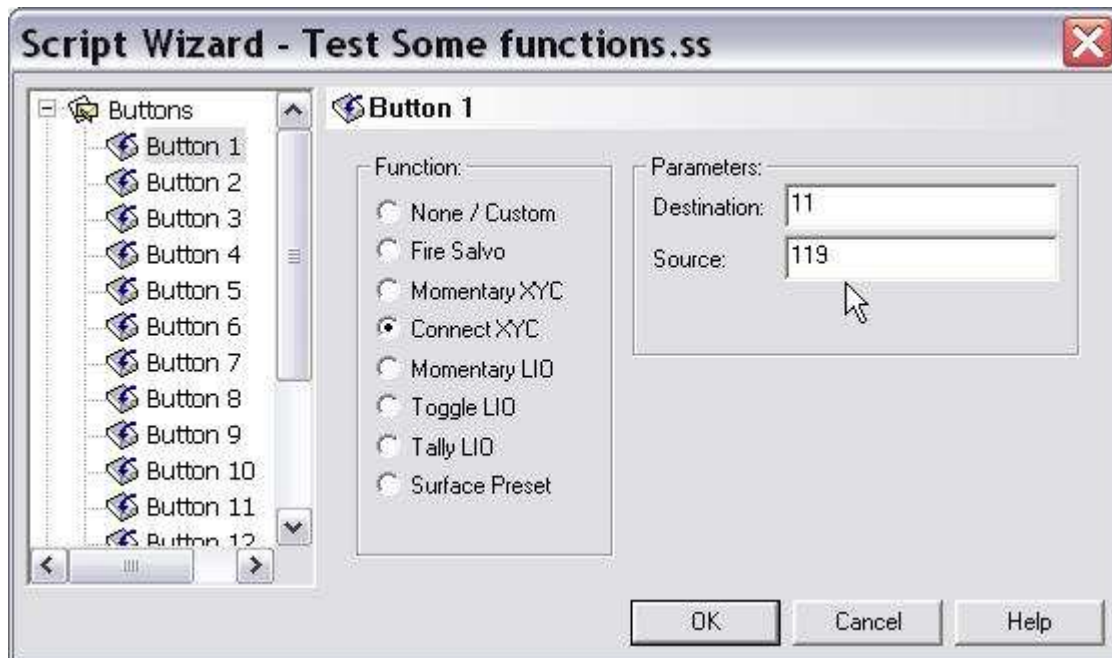 Script Wizard - Test Some functions.ss
Buttons
Button 1
Button 2
Button 3
Button 4
Button 5
Button 6
Button 7
Button 8
Button 9
Button 10
Button 11
Button 12
Button 1
Function:
None / Custom
Fire Salvo
Momentary XYC
Connect XYC
Momentary LIO
Toggle LIO
Tally LIO
Surface Preset
Parameters:
Destination: 11
Source: 119
OK Cancel Help